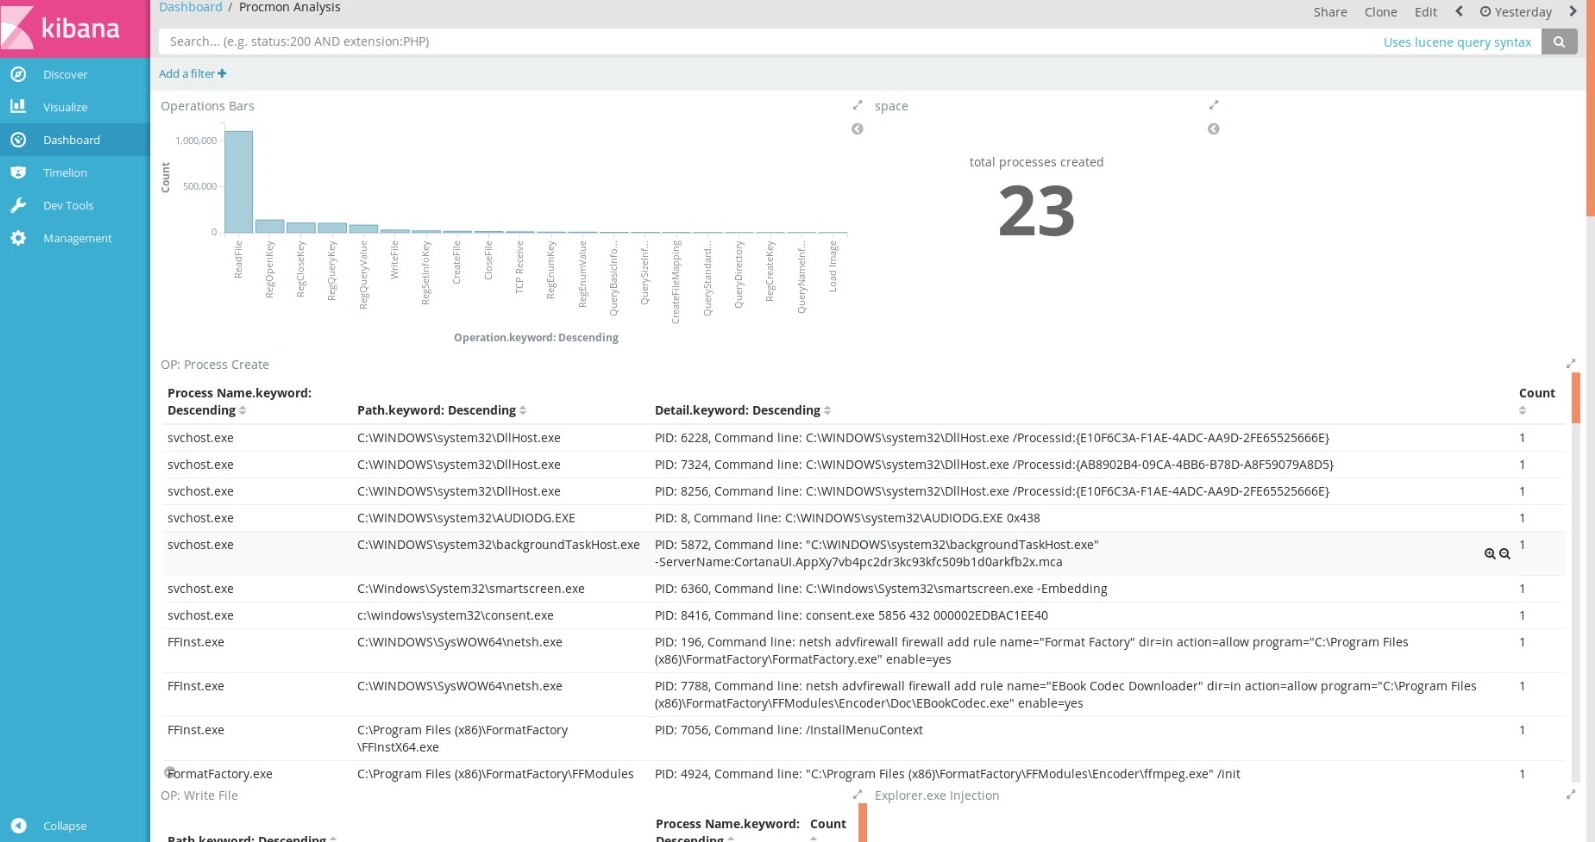 kibana
Discover
Visualize
Dashboard
Timelion
Dev Tools
Management
Collapse
Dashboard / Procmon Analysis
Share Clone Edit Yesterday
Search... (e.g. status:200 AND extension:PHP)
Uses lucene query syntax
Add a filter
Operations Bars
1,000,000
500,000
0
Count
ReadFile
RegOpenKey
RegCloseKey
RegQueryKey
RegQueryValue
WriteFile
RegSetInfoKey
CreateFile
CloseFile
TCP Receive
RegEnumKey
RegEnumValue
QueryBasicInfo...
QuerySizeInf...
CreateFileMapping
QueryStandard...
QueryDirectory
RegCreateKey
QueryNameInf...
Load Image
Operation.keyword: Descending
space
total processes created
23
OP: Process Create
Process Name.keyword:
Descending Path.keyword: Descending Detail.keyword: Descending Count
svchost.exe C:\WINDOWS\system32\DllHost.exe PID: 6228, Command line: C:\WINDOWS\system32\DllHost.exe /Processid:{E10F6C3A-F1AE-4ADC-AA9D-2FE65525666E} 1
svchost.exe C:\WINDOWS\system32\DllHost.exe PID: 7324, Command line: C:\WINDOWS\system32\DllHost.exe /Processid:{AB8902B4-09CA-4BB6-B78D-A8F59079A8D5} 1
svchost.exe C:\WINDOWS\system32\DllHost.exe PID: 8256, Command line: C:\WINDOWS\system32\DllHost.exe /Processid:{E10F6C3A-F1AE-4ADC-AA9D-2FE65525666E} 1
svchost.exe C:\WINDOWS\system32\AUDIODG.EXE PID: 8, Command line: C:\WINDOWS\system32\AUDIODG.EXE 0x438 1
svchost.exe C:\WINDOWS\system32\backgroundTaskHost.exe PID: 5872, Command line: "C:\WINDOWS\system32\backgroundTaskHost.exe" 1
-ServerName:CortanaUI.AppXy7vb4pc2dr3kc93kfc509b1d0arkfb2x.mca
svchost.exe C:\Windows\System32\smartscreen.exe PID: 6360, Command line: C:\Windows\System32\smartscreen.exe -Embedding 1
svchost.exe c:\windows\system32\consent.exe PID: 8416, Command line: consent.exe 5856 432 000002EDBAC1EE40 1
FFInst.exe C:\WINDOWS\SysWOW64\netsh.exe PID: 196, Command line: netsh advfirewall firewall add rule name="Format Factory" dir=in action=allow program="C:\Program Files 1
(x86)\FormatFactory\FormatFactory.exe" enable=yes
FFInst.exe C:\WINDOWS\SysWOW64\netsh.exe PID: 7788, Command line: netsh advfirewall firewall add rule name="EBook Codec Downloader" dir=in action=allow program="C:\Program Files 1
(x86)\FormatFactory\FFModules\Encoder\Doc\EBookCodec.exe" enable=yes
FFInst.exe C:\Program Files (x86)\FormatFactory PID: 7056, Command line: /InstallMenuContext 1
\FFInstX64.exe
FormatFactory.exe C:\Program Files (x86)\FormatFactory\FFModules PID: 4924, Command line: "C:\Program Files (x86)\FormatFactory\FFModules\Encoder\ffmpeg.exe" /init 1
OP: Write File
Process Name.keyword: Count
Path.keyword: Descending Descending
Explorer.exe Injection